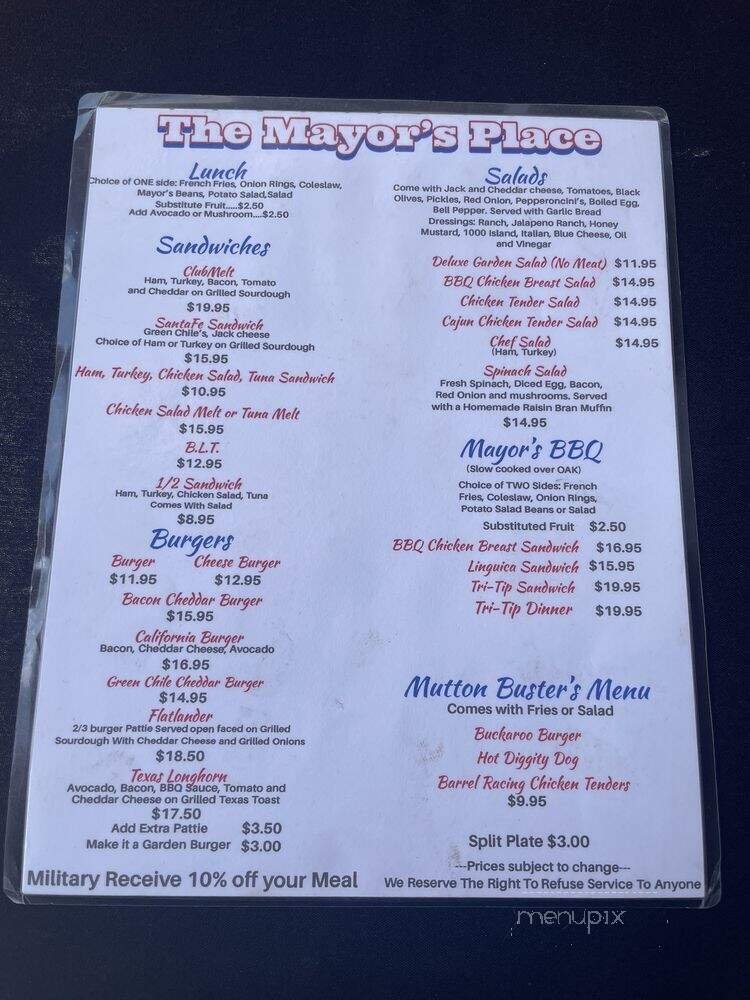 The Mayor's Place
Lunch
Choice of ONE side: French Fries, Onion Rings, Coleslaw,
Mayor's Beans, Potato Salad,Salad
Substitute Fruit.....$2.50
Add Avocado or Mushroom....$2.50
Sandwiches
ClubMelt
Ham, Turkey, Bacon, Tomato
and Cheddar on Grilled Sourdough
$19.95
SantaFe Sandwich
Green Chile's, Jack cheese
Choice of Ham or Turkey on Grilled Sourdough
$15.95
Ham, Turkey, Chicken Salad, Tuna Sandwich
$10.95
Chicken Salad Melt or Tuna Melt
$15.95
B.L.T.
$12.95
1/2 Sandwich
Ham, Turkey, Chicken Salad, Tuna
Comes With Salad
$8.95
Burgers
Burger Cheese Burger
$11.95 $12.95
Bacon Cheddar Burger
$15.95
California Burger
Bacon, Cheddar Cheese, Avocado
$16.95
Green Chile Cheddar Burger
$14.95
Flatlander
2/3 burger Pattie Served open faced on Grilled
Sourdough With Cheddar Cheese and Grilled Onions
$18.50
Texas Longhorn
Avocado, Bacon, BBQ Sauce, Tomato and
Cheddar Cheese on Grilled Texas Toast
$17.50
Add Extra Pattie $3.50
Make it a Garden Burger $3.00
Military Receive 10% off your Meal
Salads
Come with Jack and Cheddar cheese, Tomatoes, Black
Olives, Pickles, Red Onion, Pepperoncini's, Boiled Egg,
Bell Pepper. Served with Garlic Bread
Dressings: Ranch, Jalapeno Ranch, Honey
Mustard, 1000 Island, Italian, Blue Cheese, Oil
and Vinegar
Deluxe Garden Salad (No Meat) $11.95
BBQ Chicken Breast Salad $14.95
Chicken Tender Salad $14.95
Cajun Chicken Tender Salad $14.95
Chef Salad $14.95
(Ham, Turkey)
Spinach Salad
Fresh Spinach, Diced Egg, Bacon,
Red Onion and mushrooms. Served
with a Homemade Raisin Bran Muffin
$14.95
Mayor's BBQ
(Slow cooked over OAK)
Choice of TWO Sides: French
Fries, Coleslaw, Onion Rings,
Potato Salad Beans or Salad
Substituted Fruit $2.50
BBQ Chicken Breast Sandwich $16.95
Linguica Sandwich $15.95
Tri-Tip Sandwich $19.95
Tri-Tip Dinner $19.95
Mutton Buster's Menu
Comes with Fries or Salad
Buckaroo Burger
Hot Diggity Dog
Barrel Racing Chicken Tenders
$9.95
Split Plate $3.00
---Prices subject to change---
We Reserve The Right To Refuse Service To Anyone
menupix